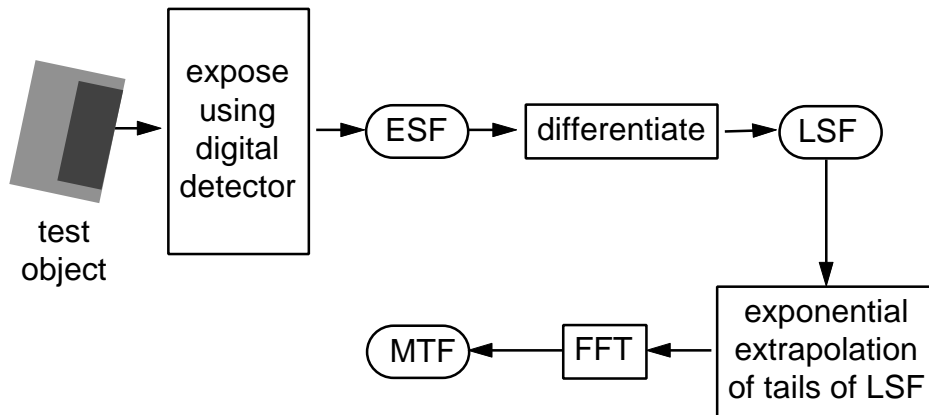 test
object
expose
using
digital
detector
ESF
differentiate
LSF
exponential
extrapolation
of tails of LSF
FFT
MTF